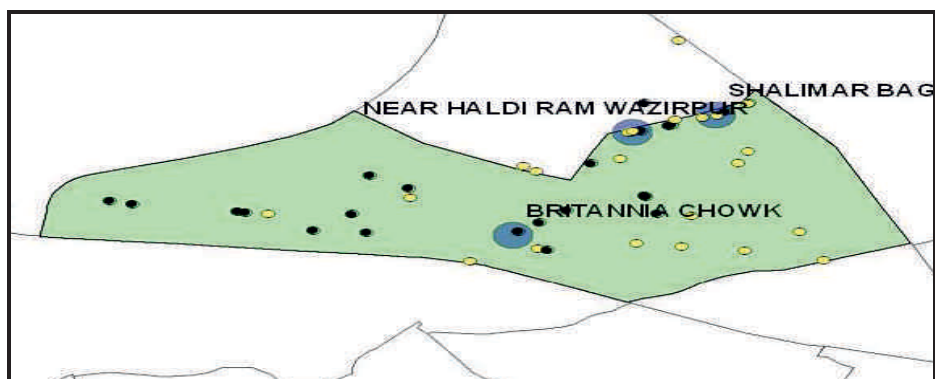 SHALIMAR BAG
NEAR HALDI RAM WAZIRPUR
BRITANNIA CHOWK